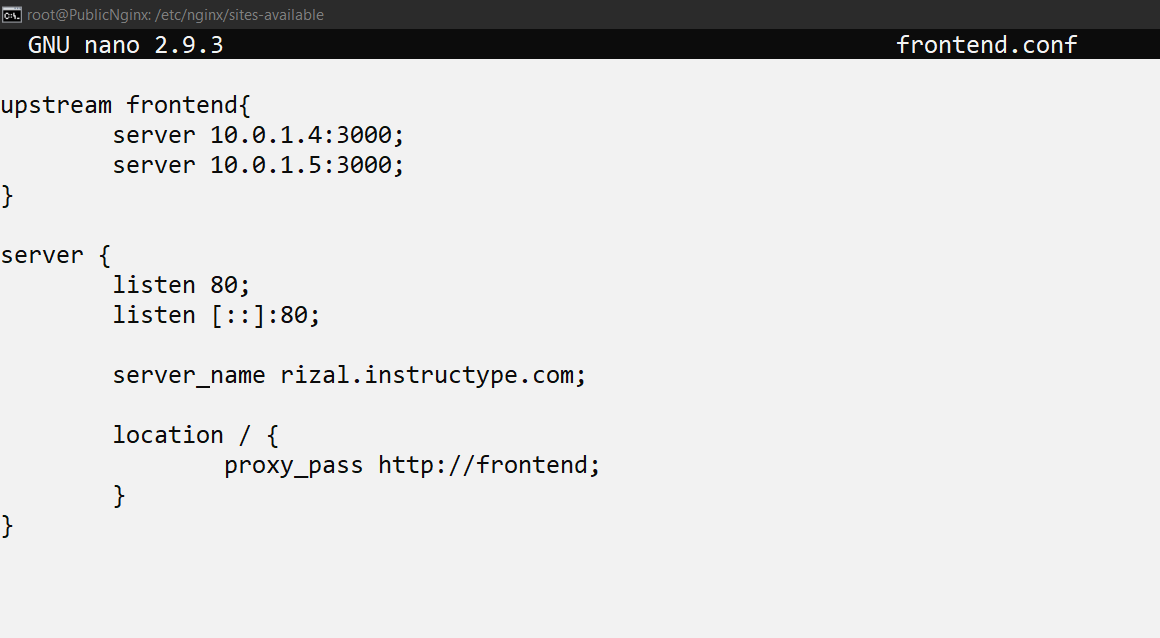 root@PublicNginx: /etc/nginx/sites-available
GNU nano 2.9.3 frontend.conf
upstream frontend{
server 10.0.1.4:3000;
server 10.0.1.5:3000;
}
server {
listen 80;
listen [::]:80;
server_name rizal.instructype.com;
location / {
proxy_pass http://frontend;
}
}